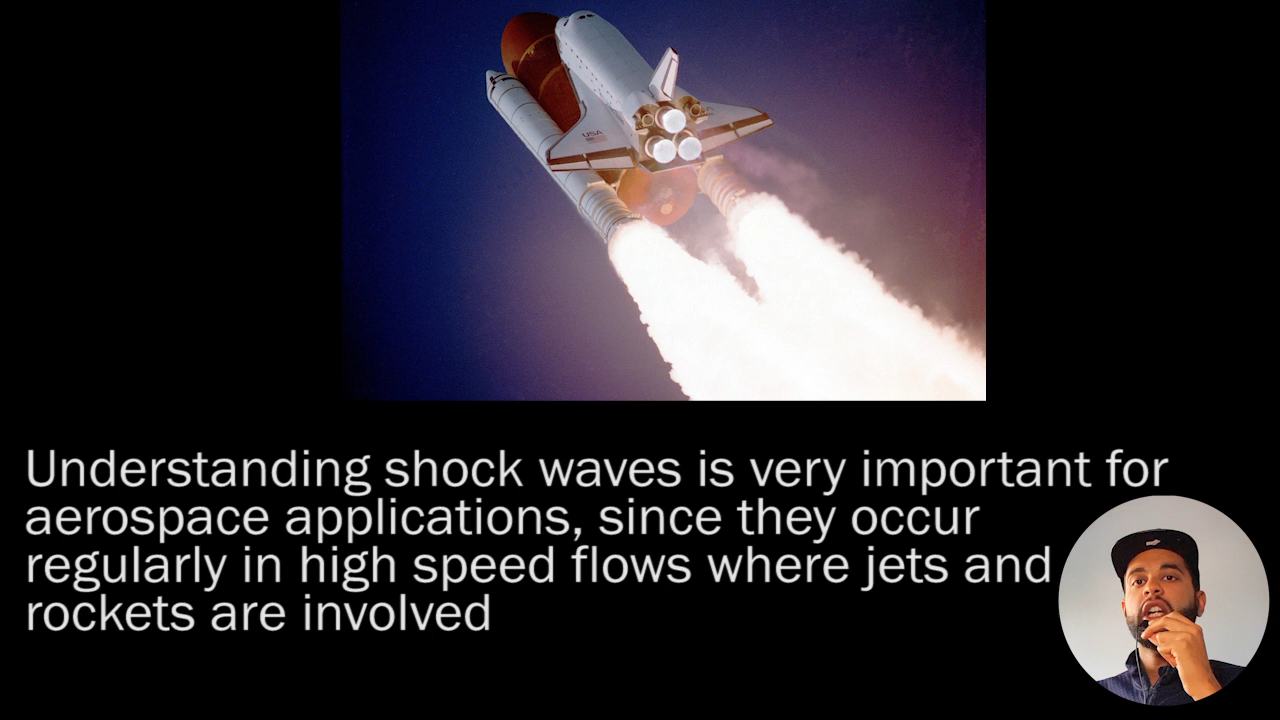 USA
Understanding shock waves is very important for
aerospace applications, since they occur
regularly in high speed flows where jets and
rockets are involved